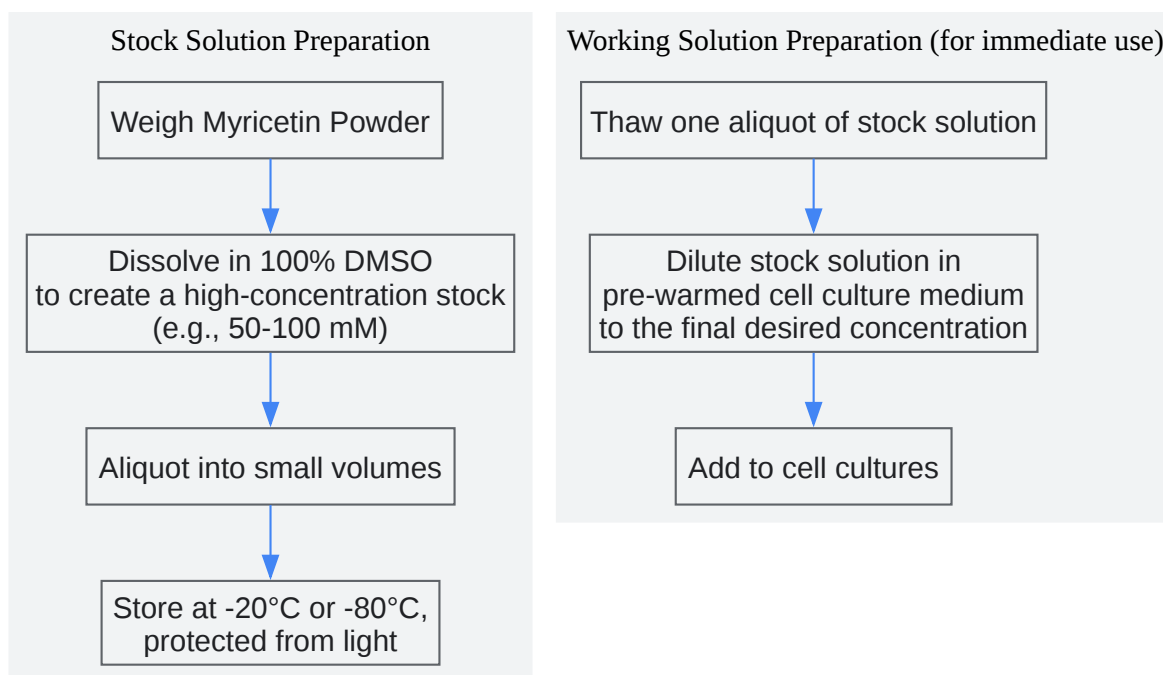 Stock Solution Preparation
Weigh Myricetin Powder
Dissolve in 100% DMSO
to create a high-concentration stock
(e.g., 50-100 mM)
Aliquot into small volumes
Store at -20°C or -80°C,
protected from light
Working Solution Preparation (for immediate use)
Thaw one aliquot of stock solution
Dilute stock solution in
pre-warmed cell culture medium
to the final desired concentration
Add to cell cultures